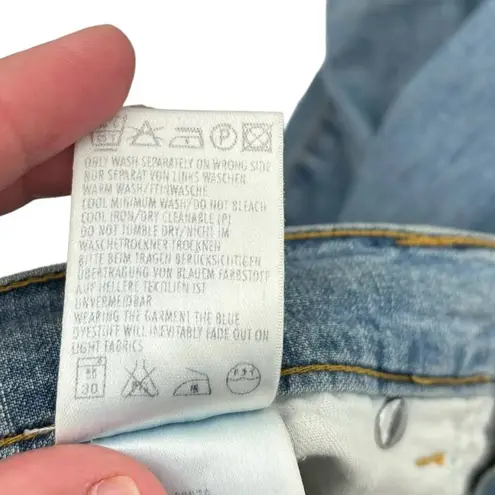 ONLY WASH SEPARATELY ON WRONG SIDE
NUR SEPARAT VON LINKS WASCHEN
WARM WASH/FEINWÄSCHE
COOL MINIMUM WASH/DO NOT BLEACH
COOL IRON/DRY CLEANABLE (P)
DO NOT TUMBLE DRY/NICHT IM
WASCHETROCKNER TROCKNEN
BITTE BEIM TRAGEN BERÜCKSICHTIGEN
ÜBERTRAGUNG VON BLAUEM FARBSTOFF
AUF HELLERE TEXTILIEN IST
UNVERMEIDBAR
WEARING THE GARMENT THE BLUE
DYESTUFF WILL INEVITABLY FADE OUT ON
LIGHT FABRICS
30